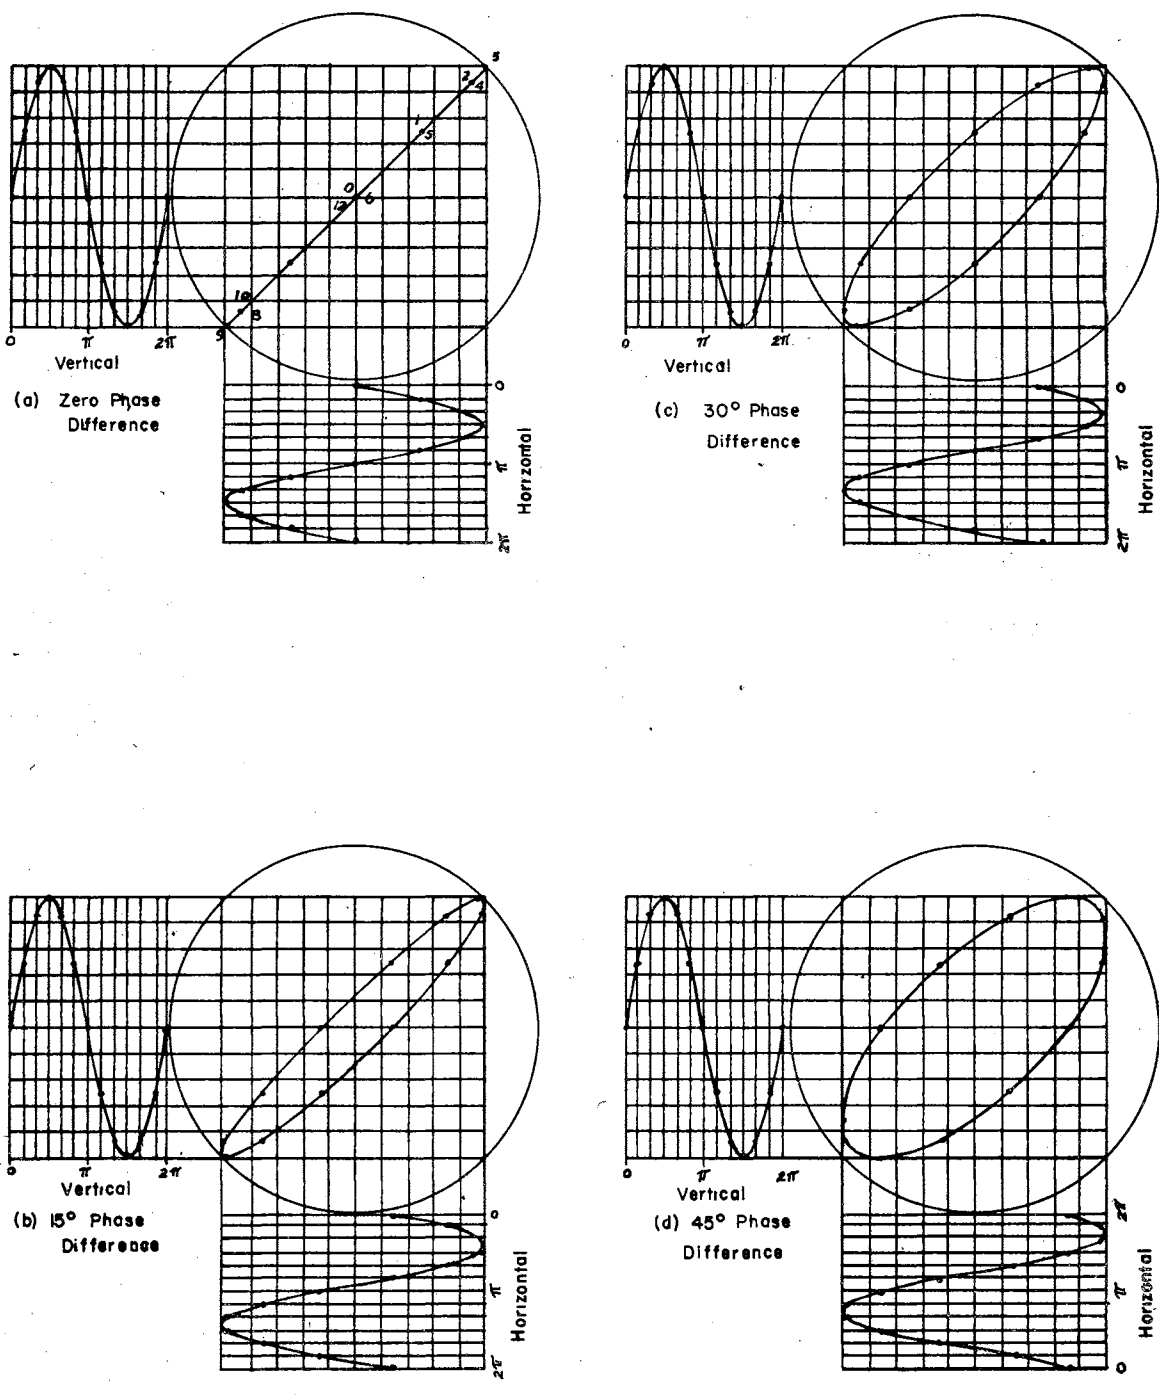 3
2
4
1
5
0
12
6
10
8
9
0
π
2π
Vertical
(a) Zero Phase
Difference
0
π
2π
Horizontal
0
π
2π
Vertical
(c) 30° Phase
Difference
0
π
2π
Horizontal
0
π
2π
Vertical
(b) 15° Phase
Difference
0
π
2π
Horizontal
0
π
2π
Vertical
(d) 45° Phase
Difference
2π
π
0
Horizontal